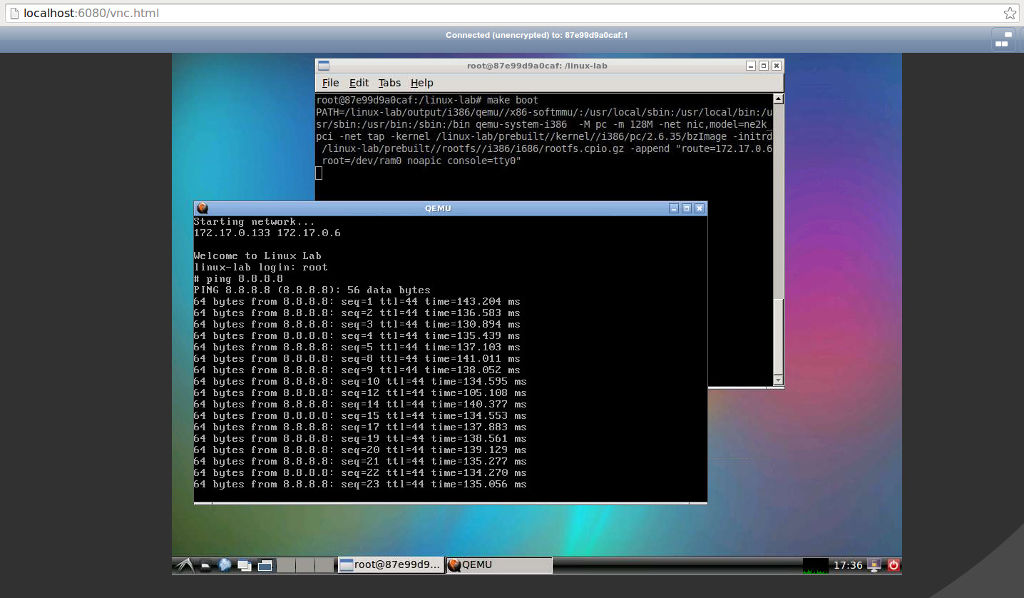 localhost:6080/vnc.html
Connected (unencrypted) to: 87e99d9a0caf:1
root@87e99d9a0caf: /linux-lab
File Edit Tabs Help
root@87e99d9a0caf:/linux-lab# make boot
PATH=/linux-lab/output/i386/qemu//x86-softmmu/:/usr/local/sbin:/usr/local/bin:/u
sr/sbin:/usr/bin:/sbin:/bin qemu-system-i386  -M pc -m 128M -net nic,model=ne2k_
pci -net tap -kernel /linux-lab/prebuilt//kernel//i386/pc/2.6.35/bzImage -initrd
/linux-lab/prebuilt//rootfs//i386/i686/rootfs.cpio.gz -append "route=172.17.0.6
root=/dev/ram0 noapic console=tty0"
QEMU
Starting network...
172.17.0.133 172.17.0.6
Welcome to Linux Lab
linux-lab login: root
# ping 8.8.8.8
PING 8.8.8.8 (8.8.8.8): 56 data bytes
64 bytes from 8.8.8.8: seq=1 ttl=44 time=143.204 ms
64 bytes from 8.8.8.8: seq=2 ttl=44 time=136.583 ms
64 bytes from 8.8.8.8: seq=3 ttl=44 time=130.894 ms
64 bytes from 8.8.8.8: seq=4 ttl=44 time=135.439 ms
64 bytes from 8.8.8.8: seq=5 ttl=44 time=137.103 ms
64 bytes from 8.8.8.8: seq=8 ttl=44 time=141.011 ms
64 bytes from 8.8.8.8: seq=9 ttl=44 time=138.052 ms
64 bytes from 8.8.8.8: seq=10 ttl=44 time=134.595 ms
64 bytes from 8.8.8.8: seq=12 ttl=44 time=105.108 ms
64 bytes from 8.8.8.8: seq=14 ttl=44 time=140.377 ms
64 bytes from 8.8.8.8: seq=15 ttl=44 time=134.553 ms
64 bytes from 8.8.8.8: seq=17 ttl=44 time=137.883 ms
64 bytes from 8.8.8.8: seq=19 ttl=44 time=138.561 ms
64 bytes from 8.8.8.8: seq=20 ttl=44 time=139.129 ms
64 bytes from 8.8.8.8: seq=21 ttl=44 time=135.277 ms
64 bytes from 8.8.8.8: seq=22 ttl=44 time=134.270 ms
64 bytes from 8.8.8.8: seq=23 ttl=44 time=135.056 ms
root@87e99d9... QEMU 17:36